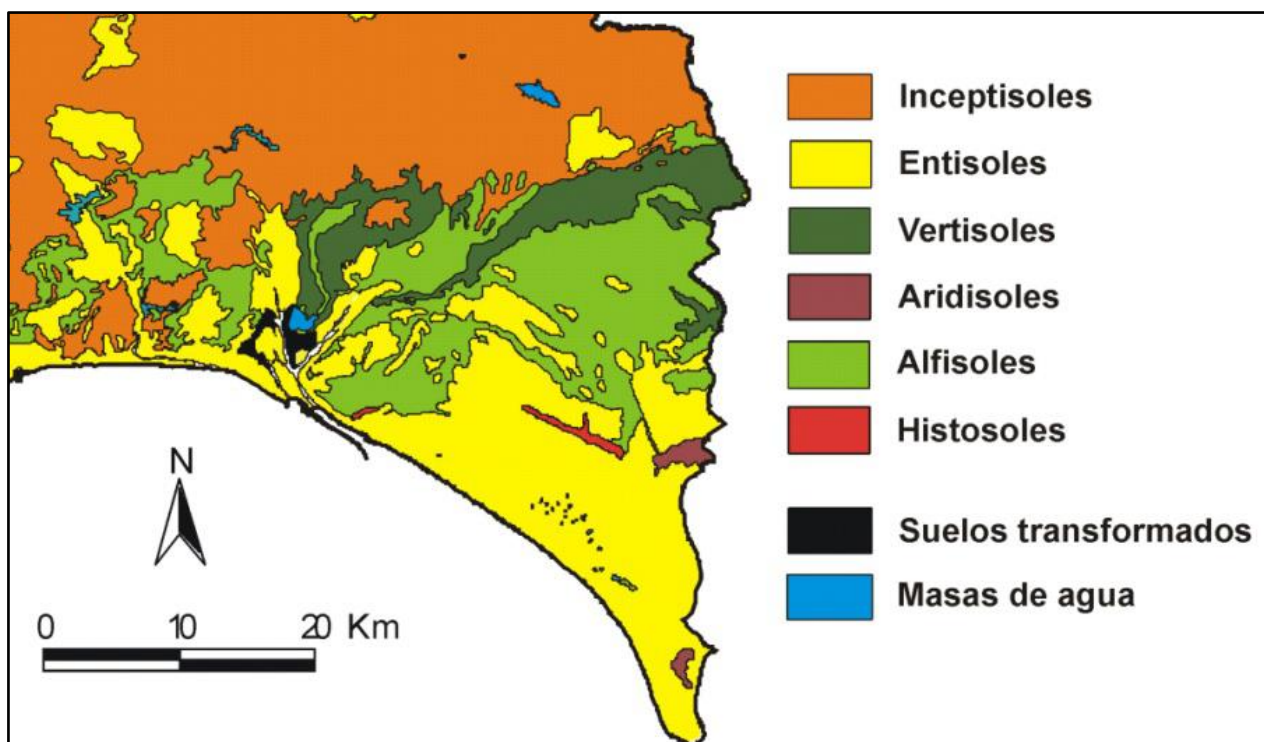 Inceptisoles
Entisoles
Vertisoles
Aridisoles
Alfisoles
Histosoles
Suelos transformados
Masas de agua
N
0 10 20 Km